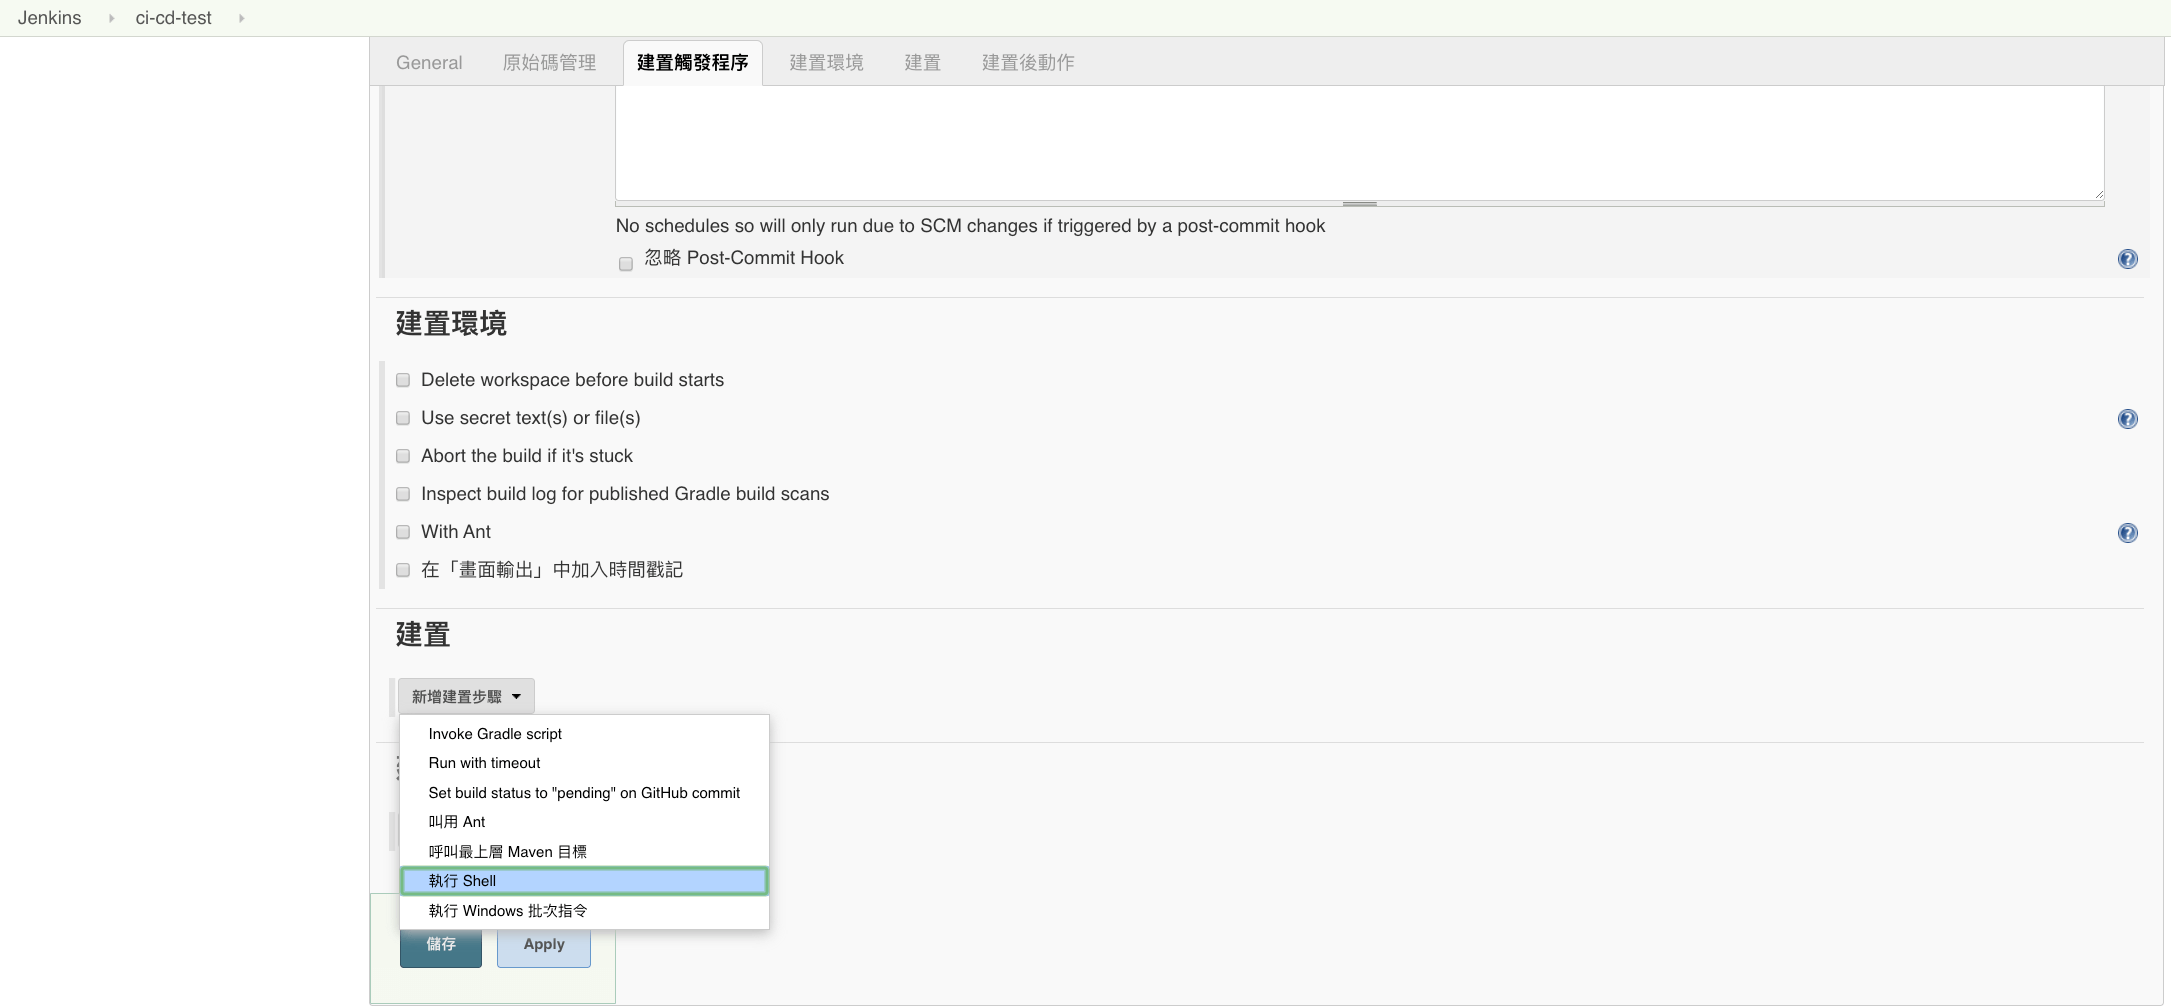 Jenkins ci-cd-test
General 原始碼管理 建置觸發程序 建置環境 建置 建置後動作
No schedules so will only run due to SCM changes if triggered by a post-commit hook
忽略 Post-Commit Hook
建置環境
Delete workspace before build starts
Use secret text(s) or file(s)
Abort the build if it's stuck
Inspect build log for published Gradle build scans
With Ant
在「畫面輸出」中加入時間戳記
建置
新增建置步驟
Invoke Gradle script
Run with timeout
Set build status to "pending" on GitHub commit
叫用 Ant
呼叫最上層 Maven 目標
執行 Shell
執行 Windows 批次指令
儲存 Apply